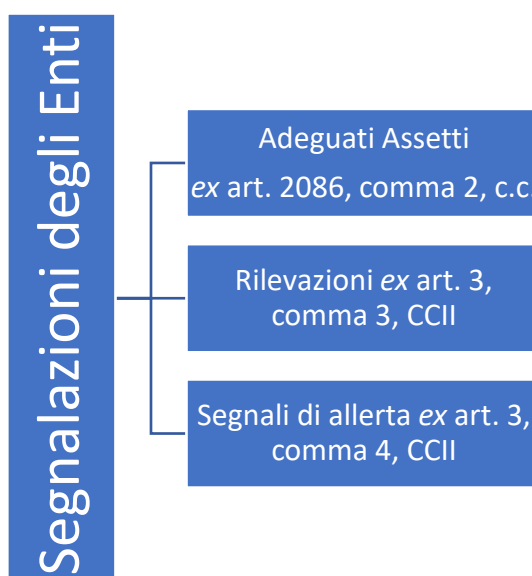 Segnalazioni degli Enti
Adeguati Assetti
ex art. 2086, comma 2, c.c.
Rilevazioni ex art. 3,
comma 3, CCII
Segnali di allerta ex art. 3,
comma 4, CCII